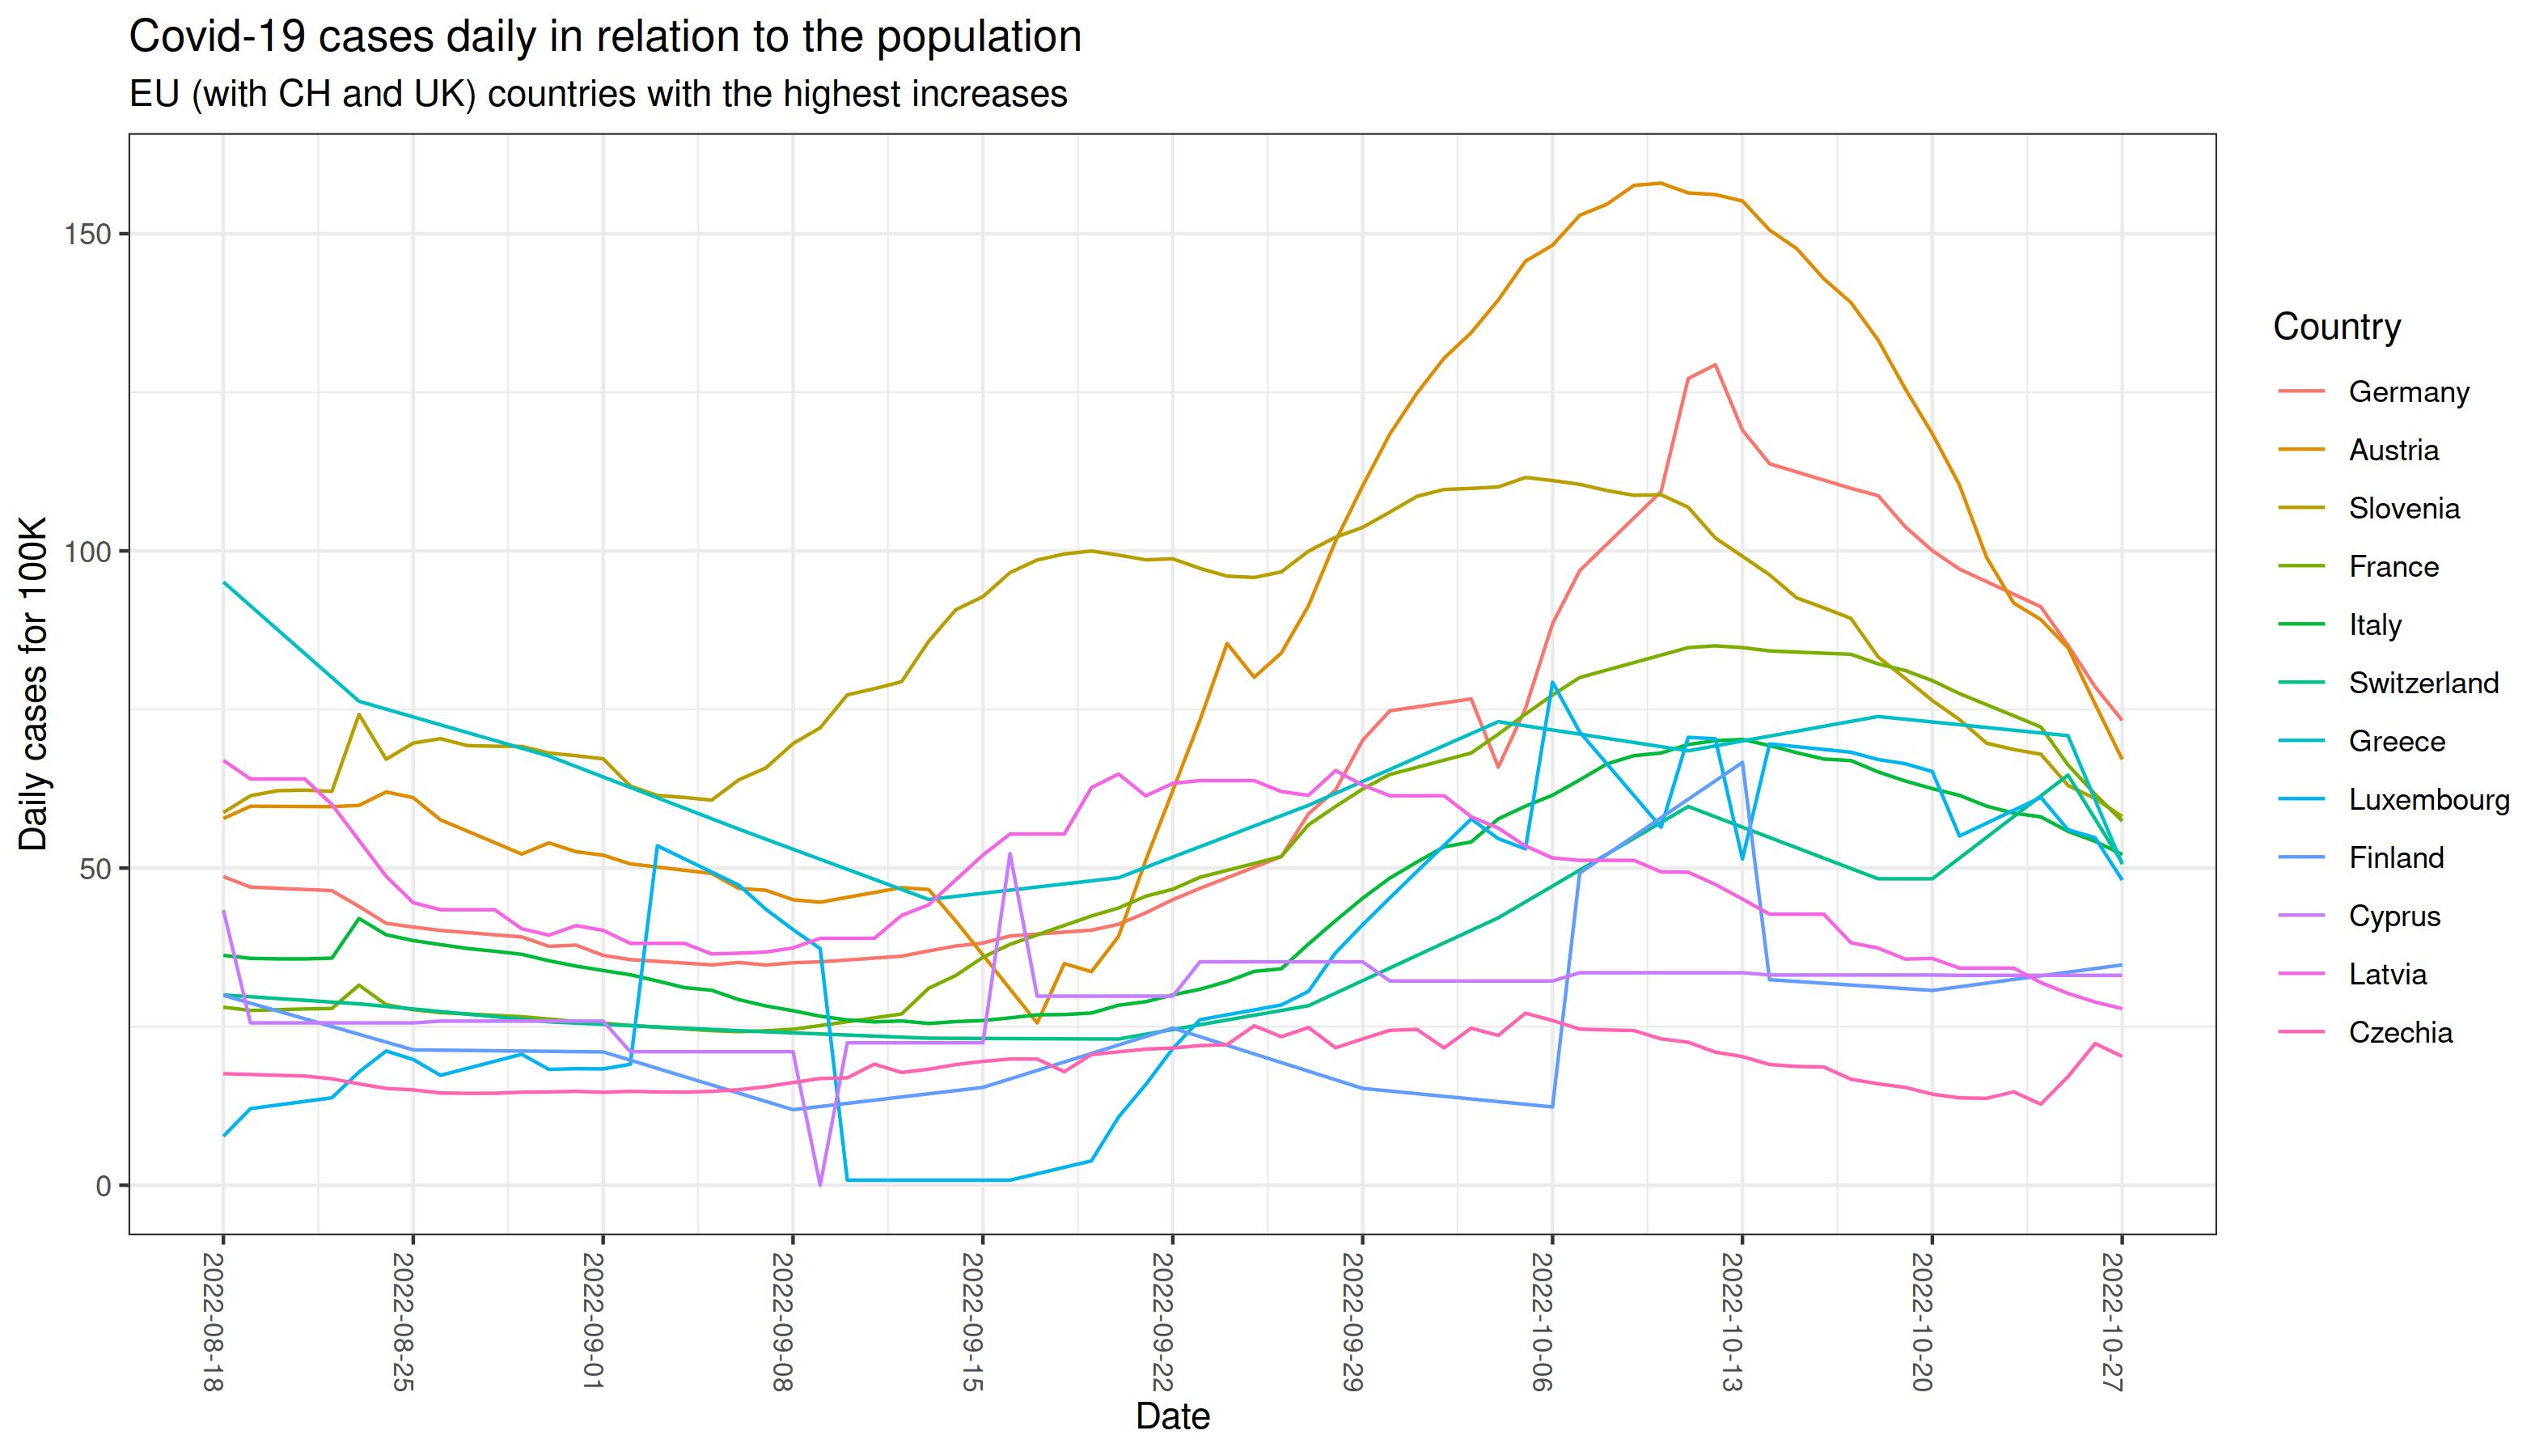 Covid-19 cases daily in relation to the population
EU (with CH and UK) countries with the highest increases
Daily cases for 100K
150
100
50
0
2022-08-18
2022-08-25
2022-09-01
2022-09-08
2022-09-15
2022-09-22
2022-09-29
2022-10-06
2022-10-13
2022-10-20
2022-10-27
Date
Country
Germany
Austria
Slovenia
France
Italy
Switzerland
Greece
Luxembourg
Finland
Cyprus
Latvia
Czechia